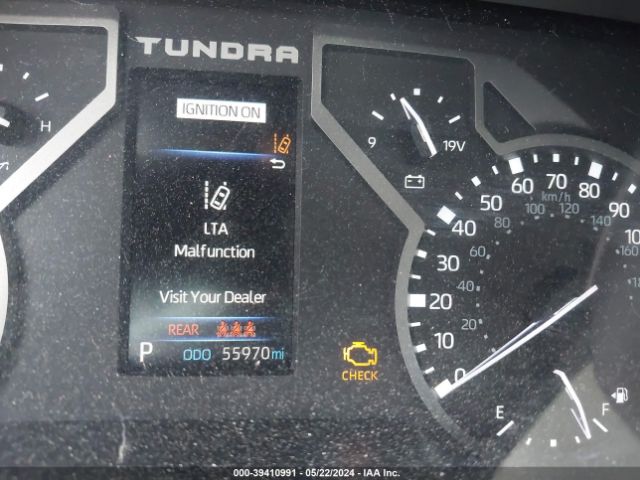 TUNDRA
IGNITION ON
H
9 19V
LTA
Malfunction
Visit Your Dealer
REAR
P ODO 55970 mi
CHECK
0 10 20 30 40 50 60 70 80 90
km/h
20 40 60 80 100 120 140 160
E F
000-39410991 - 05/22/2024 - IAA Inc.